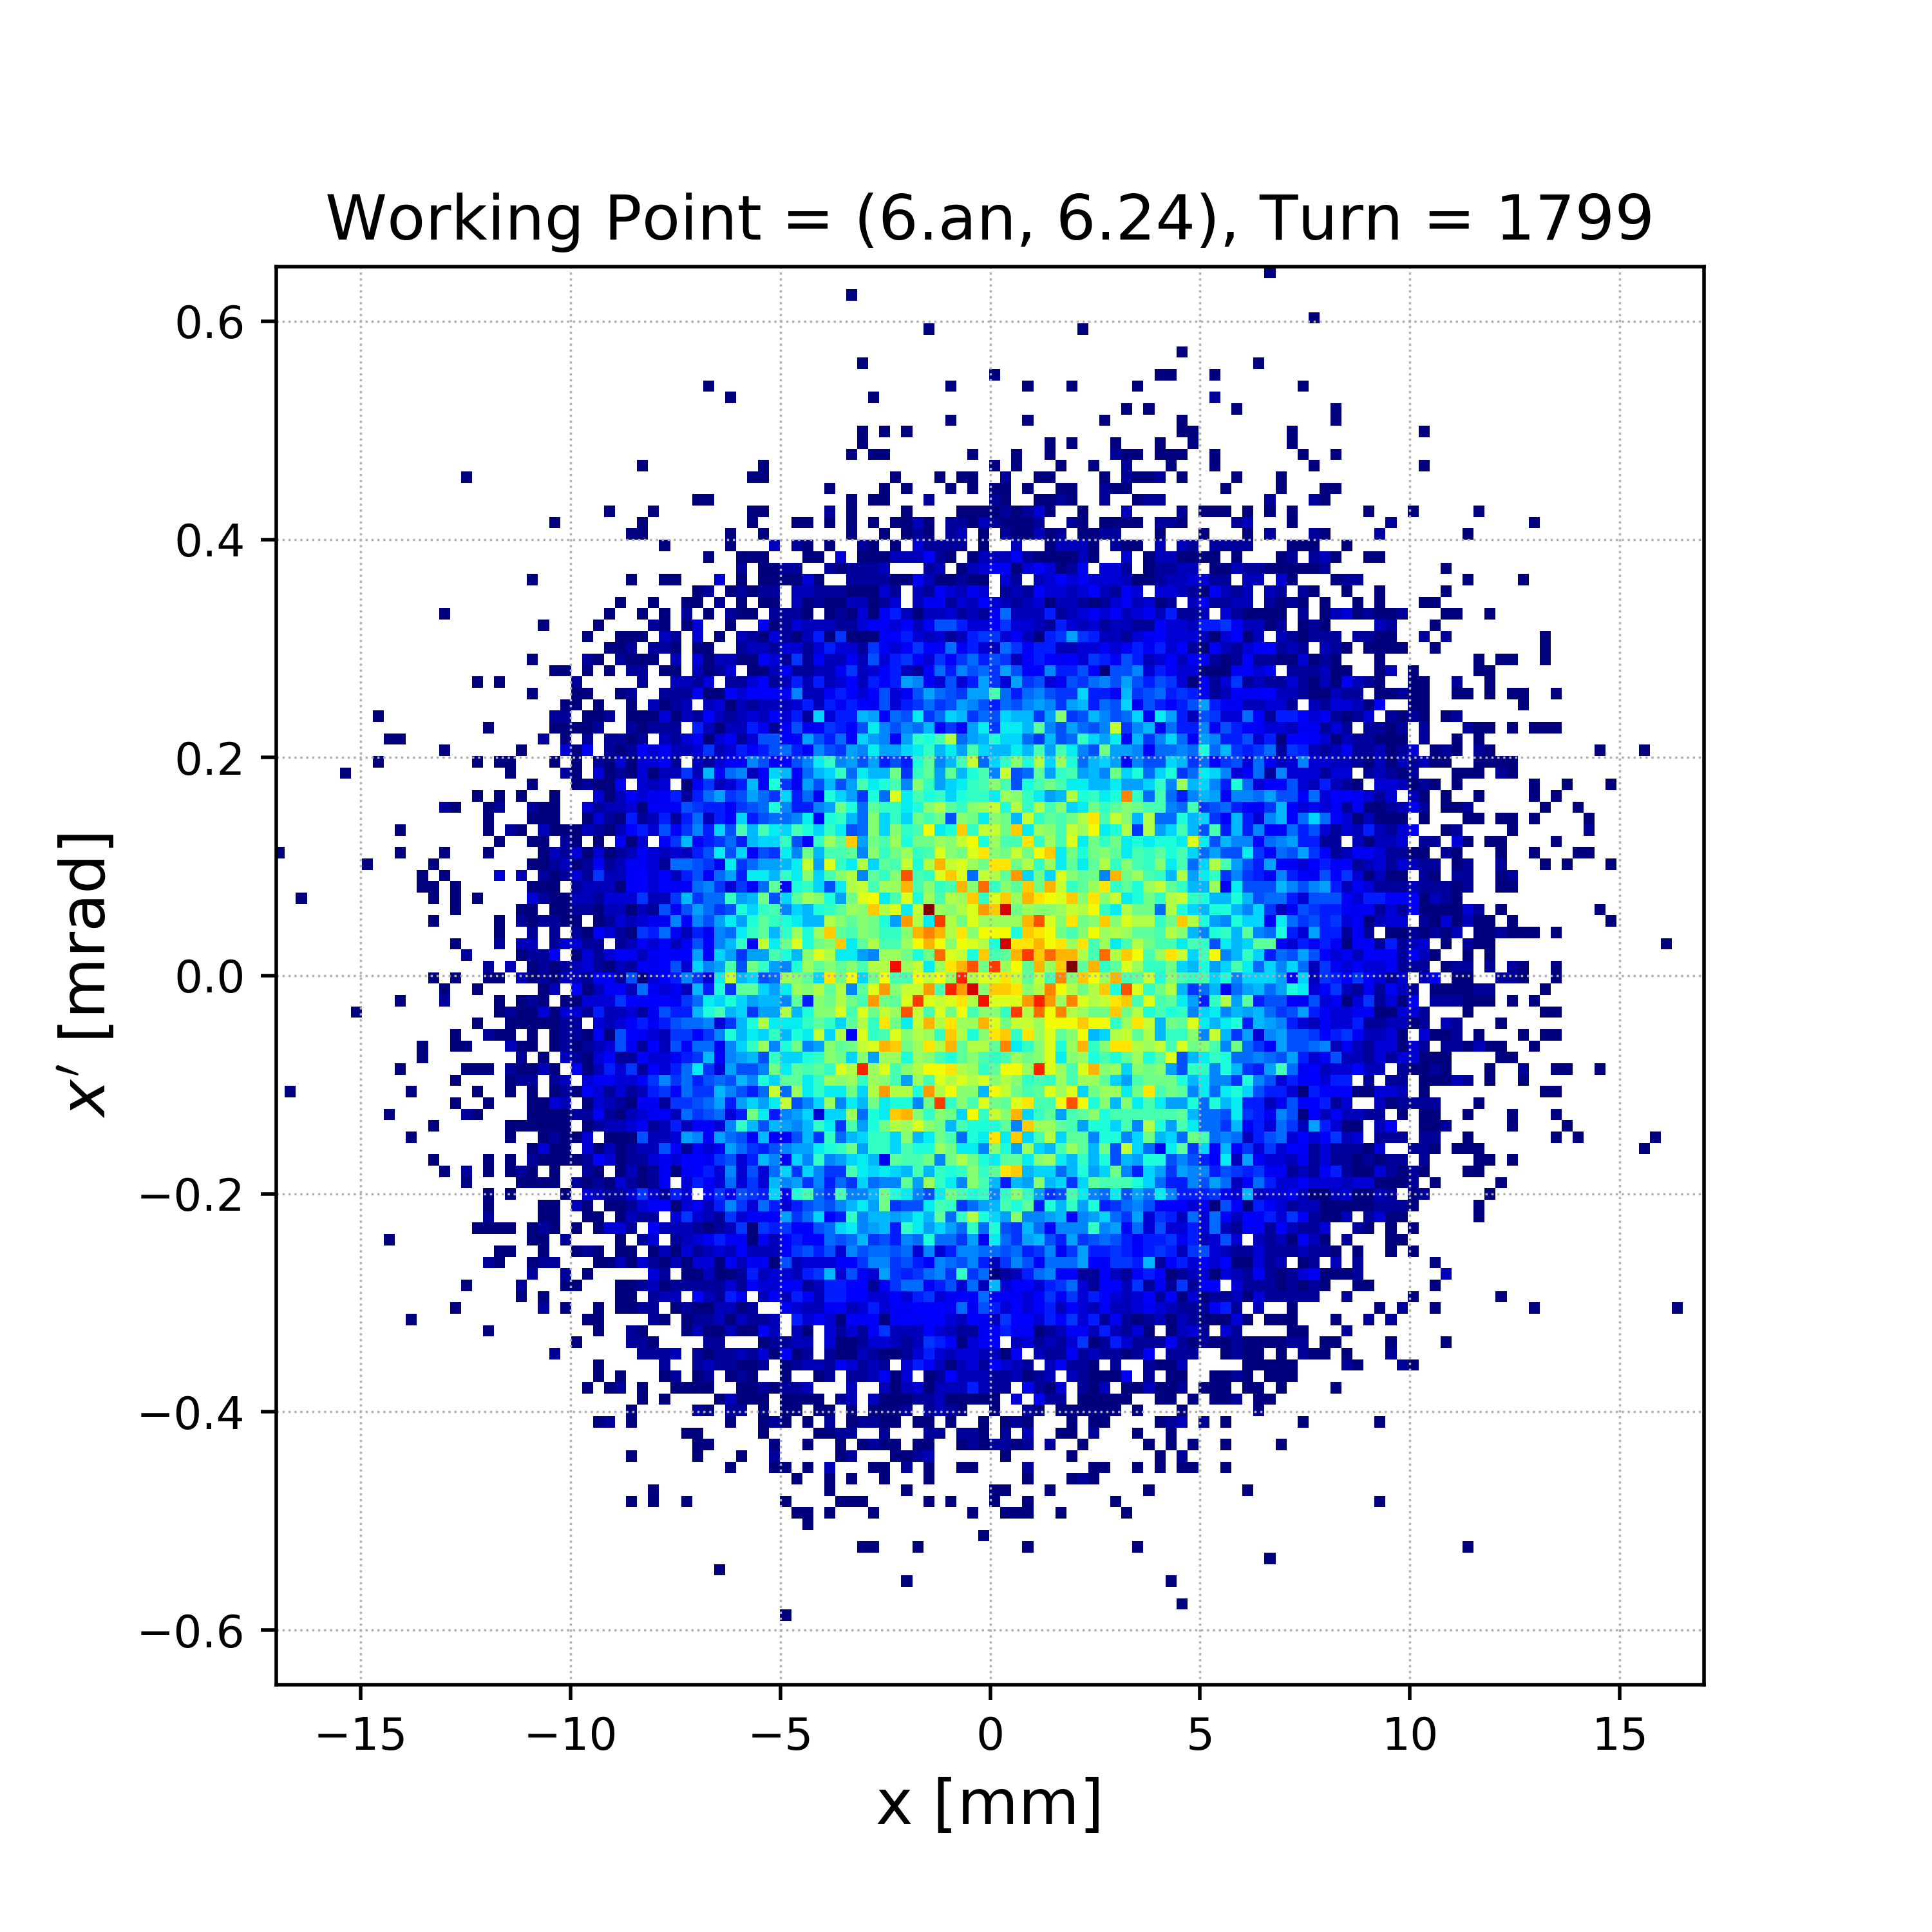 Working Point = (6.an, 6.24), Turn = 1799
0.6
0.4
0.2
0.0
−0.2
−0.4
−0.6
x′ [mrad]
−15 −10 −5 0 5 10 15
x [mm]